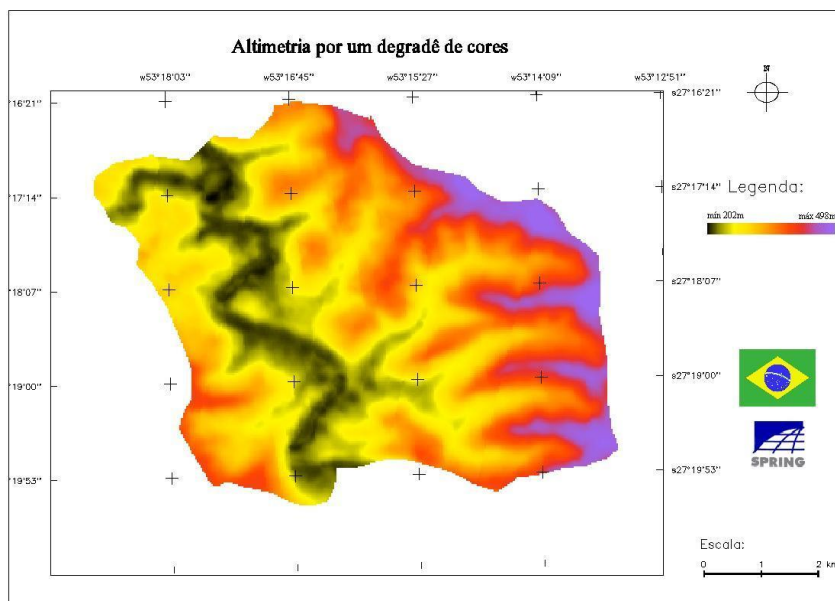 Altimetria por um degradê de cores
w53°18'03" w53°16'45" w53°15'27" w53°14'09" w53°12'51"
N
°16'21" s27°16'21"
°17'14" s27°17'14"
Legenda:
mín 202m máx 498m
°18'07" s27°18'07"
°19'00" s27°19'00"
SPRING
°19'53" s27°19'53"
Escala:
0 1 2 km